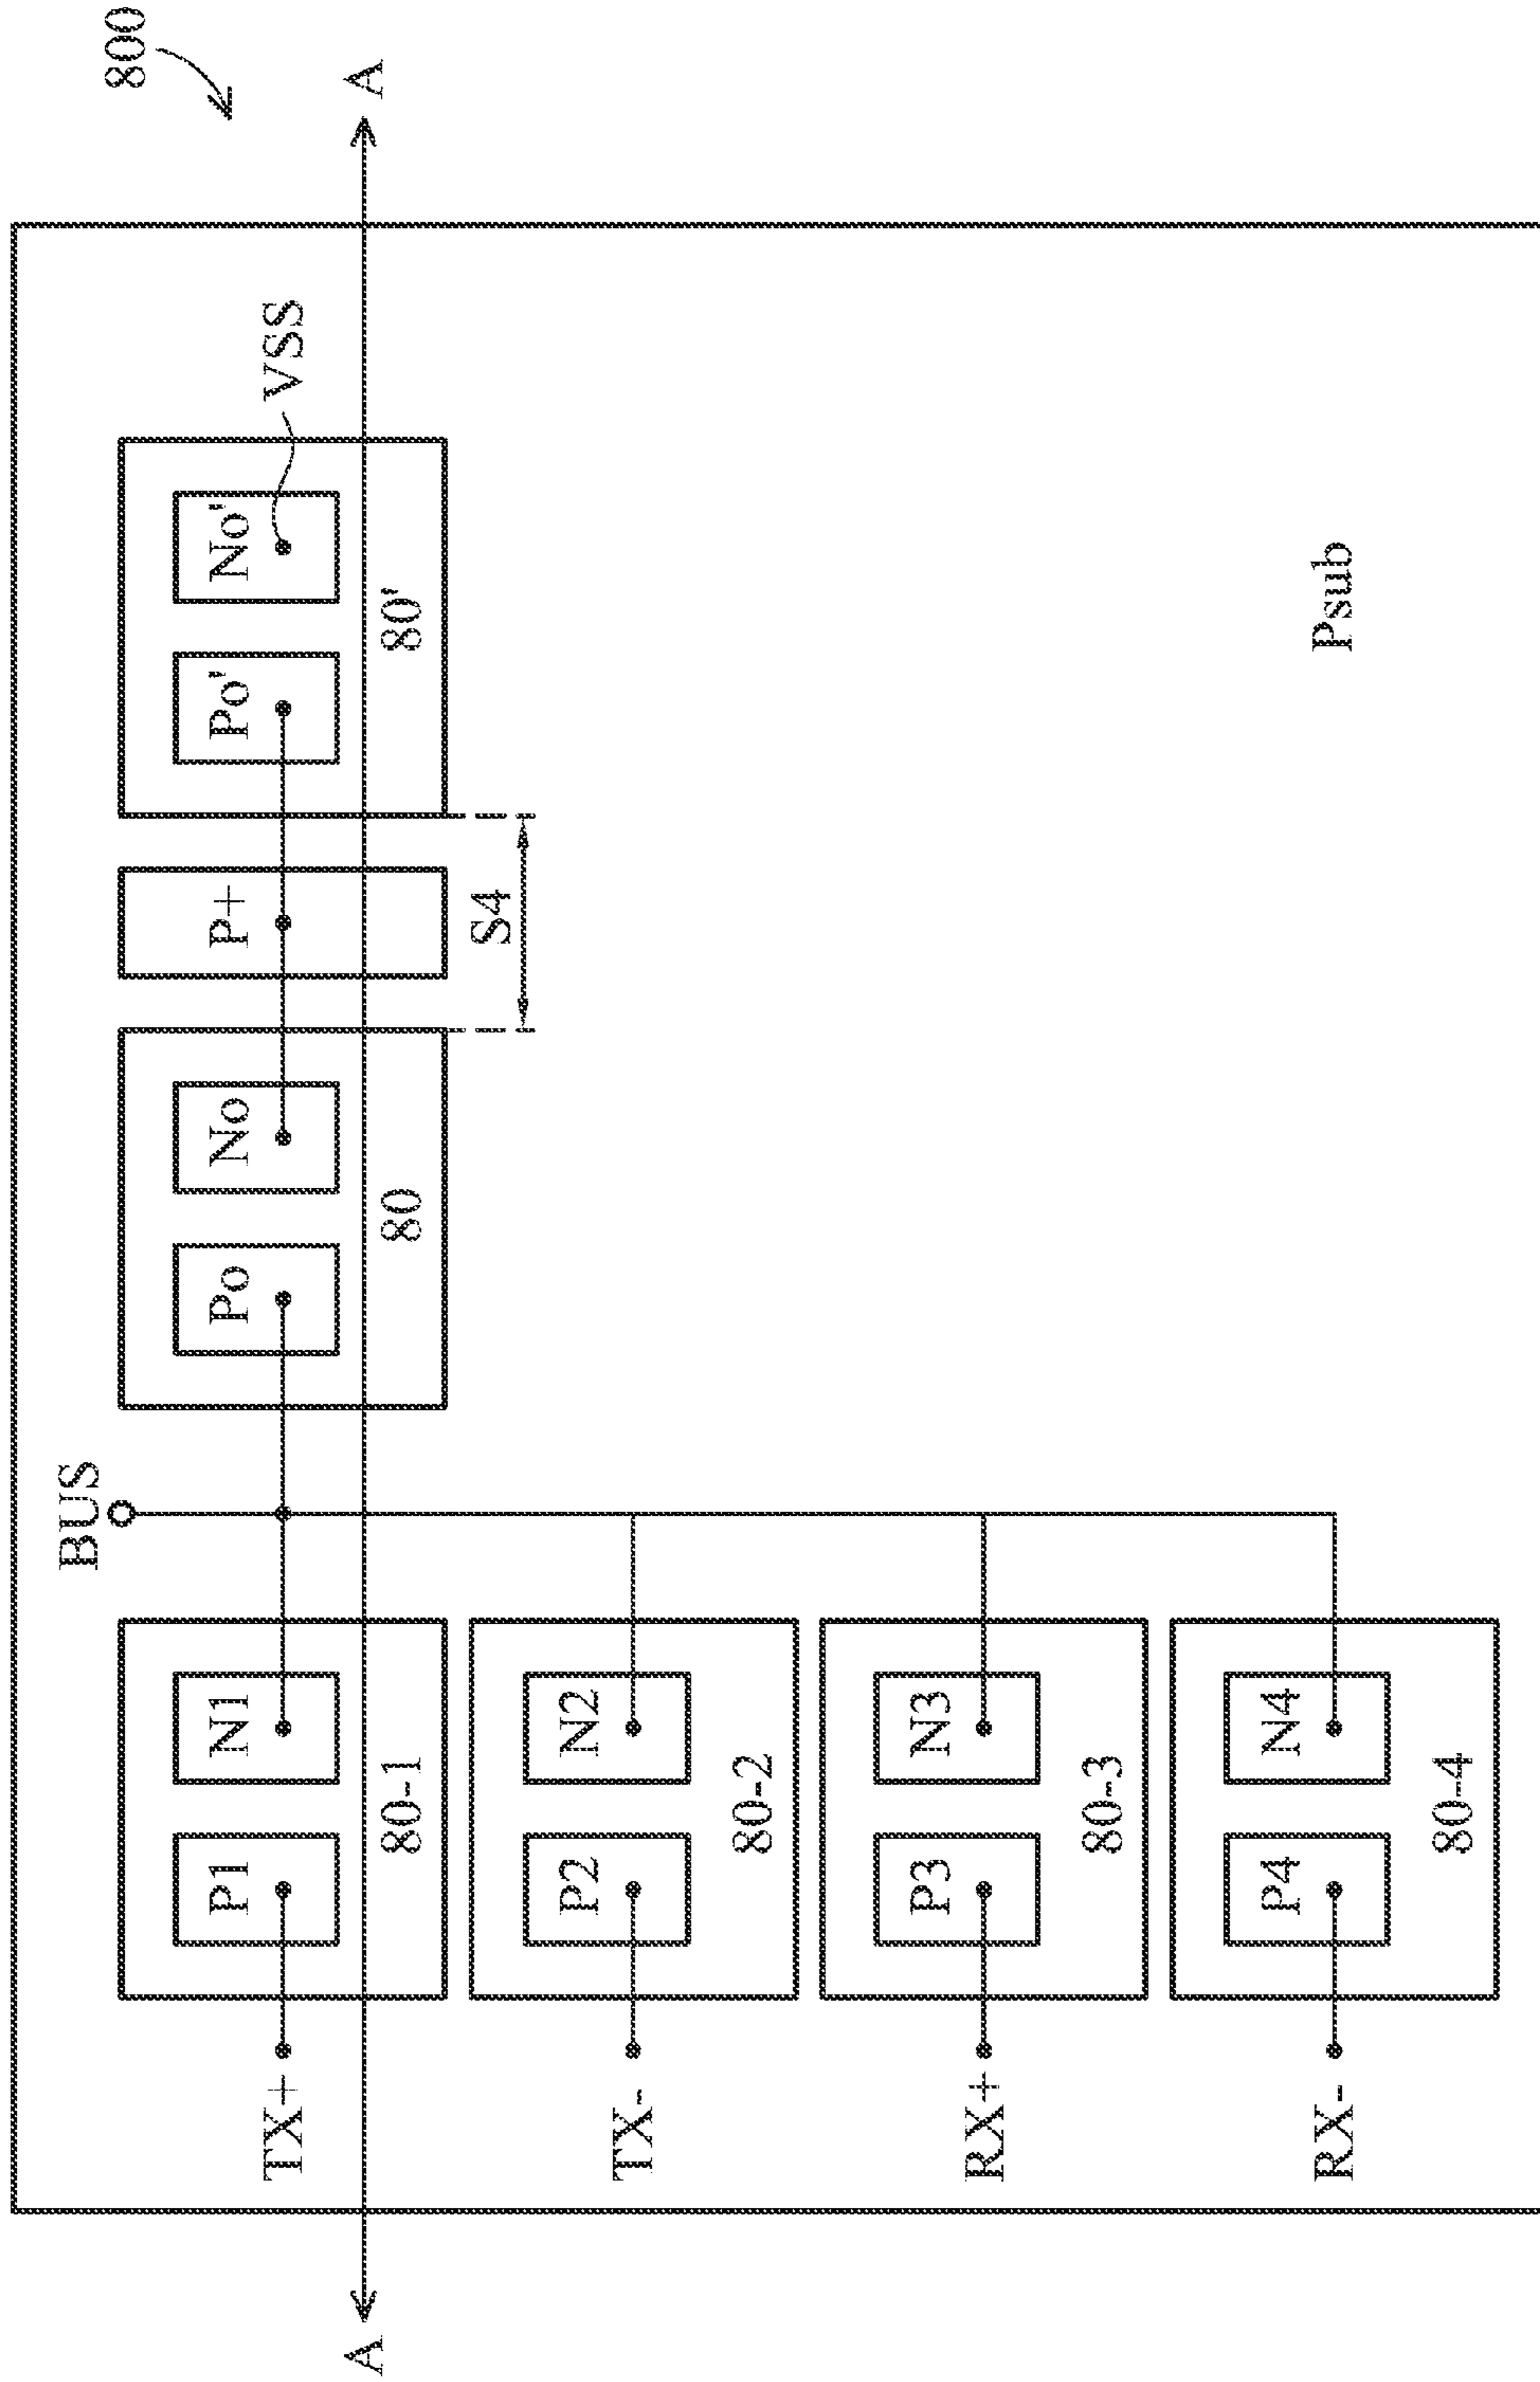 800
A
A
BUS
P1
N1
80-1
Po
No
80
P+
S4
Po'
No'
80'
VSS
TX+
P2
N2
80-2
TX-
P3
N3
80-3
RX+
P4
N4
80-4
RX-
Psub